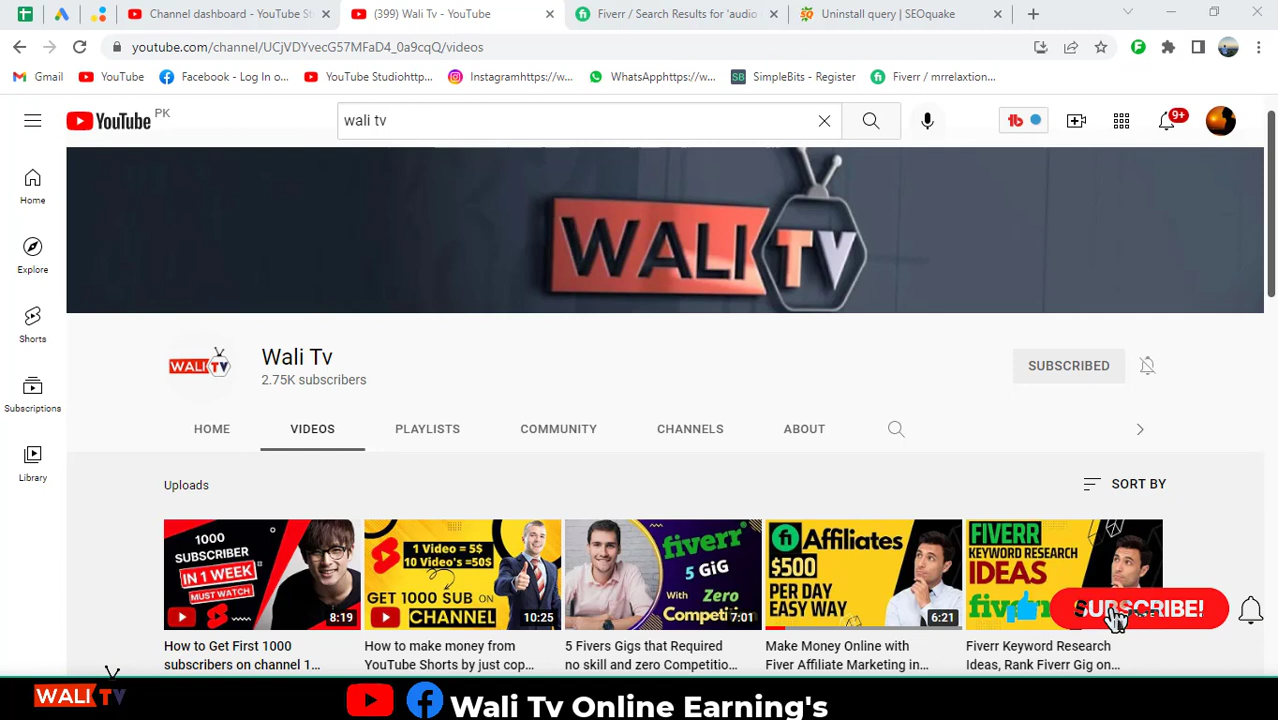 Channel dashboard - YouTube St
(399) Wali Tv - YouTube
Fiverr / Search Results for 'audio
Uninstall query | SEOquake
youtube.com/channel/UCjVDYvecG57MFaD4_0a9cqQ/videos
Gmail
YouTube
Facebook - Log In o...
YouTube Studiohttp...
Instagramhttps://w...
WhatsApphttps://w...
SB
SimpleBits - Register
Fiverr / mrrelaxtion...
YouTube PK
wali tv
tb
9+
WALI TV
Home
Explore
Shorts
Subscriptions
Library
WALI TV
Wali Tv
2.75K subscribers
SUBSCRIBED
HOME
VIDEOS
PLAYLISTS
COMMUNITY
CHANNELS
ABOUT
Uploads
SORT BY
1000
SUBSCRIBER
IN 1 WEEK
MUST WATCH
8:19
How to Get First 1000
subscribers on channel 1...
1 Video = 5$
10 Video's =50$
GET 1000 SUB ON
CHANNEL
10:25
How to make money from
YouTube Shorts by just cop...
fiverr
5 GiG
With Zero
7:01
5 Fivers Gigs that Required
no skill and zero Competitio...
fi Affiliates
$500
PER DAY
EASY WAY
6:21
Make Money Online with
Fiver Affiliate Marketing in...
FIVERR
KEYWORD RESEARCH
IDEAS
Fiverr Keyword Research
Ideas, Rank Fiverr Gig on...
SUBSCRIBE!
WALI TV
Wali Tv Online Earning's